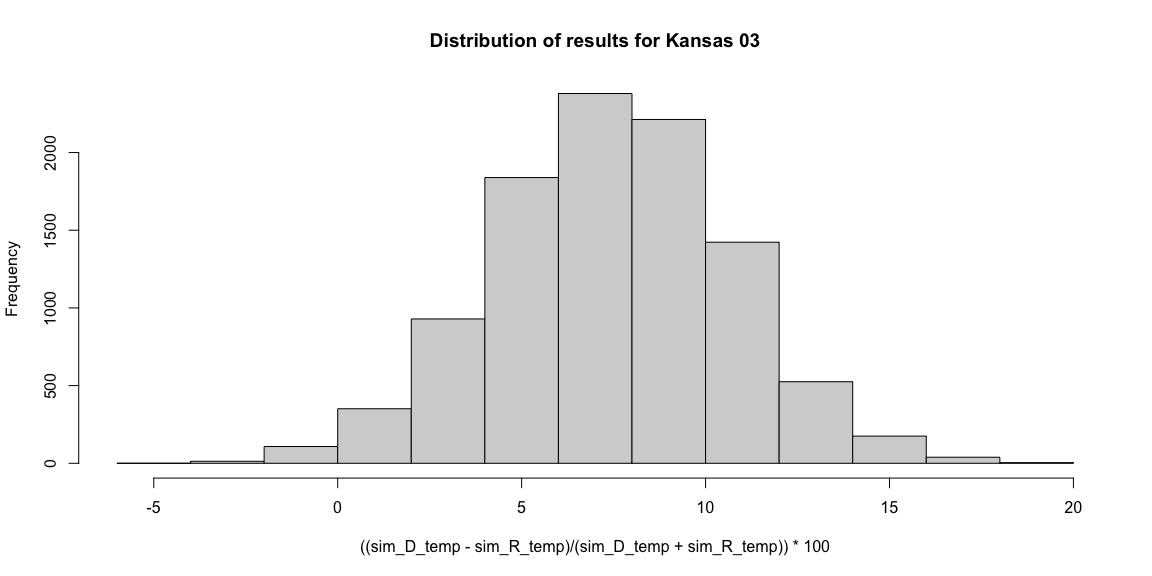 Distribution of results for Kansas 03
Frequency
2000
1500
1000
500
0
-5 0 5 10 15 20
((sim_D_temp - sim_R_temp)/(sim_D_temp + sim_R_temp)) * 100